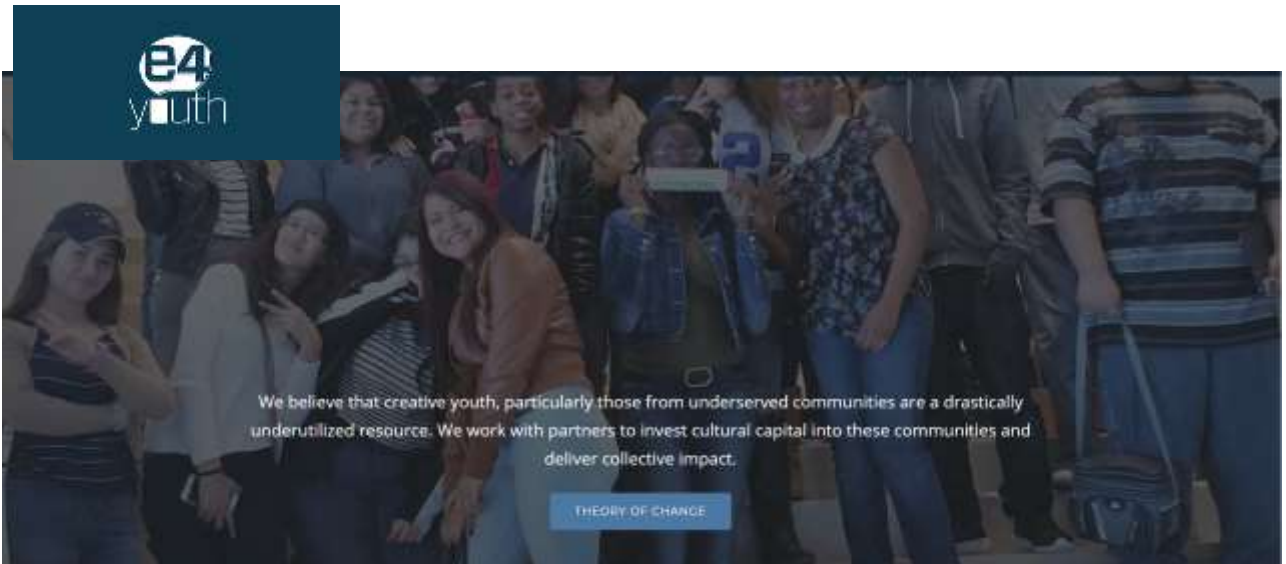 e4
youth
We believe that creative youth, particularly those from underserved communities are a drastically
underutilized resource. We work with partners to invest cultural capital into these communities and
deliver collective impact.
THEORY OF CHANGE